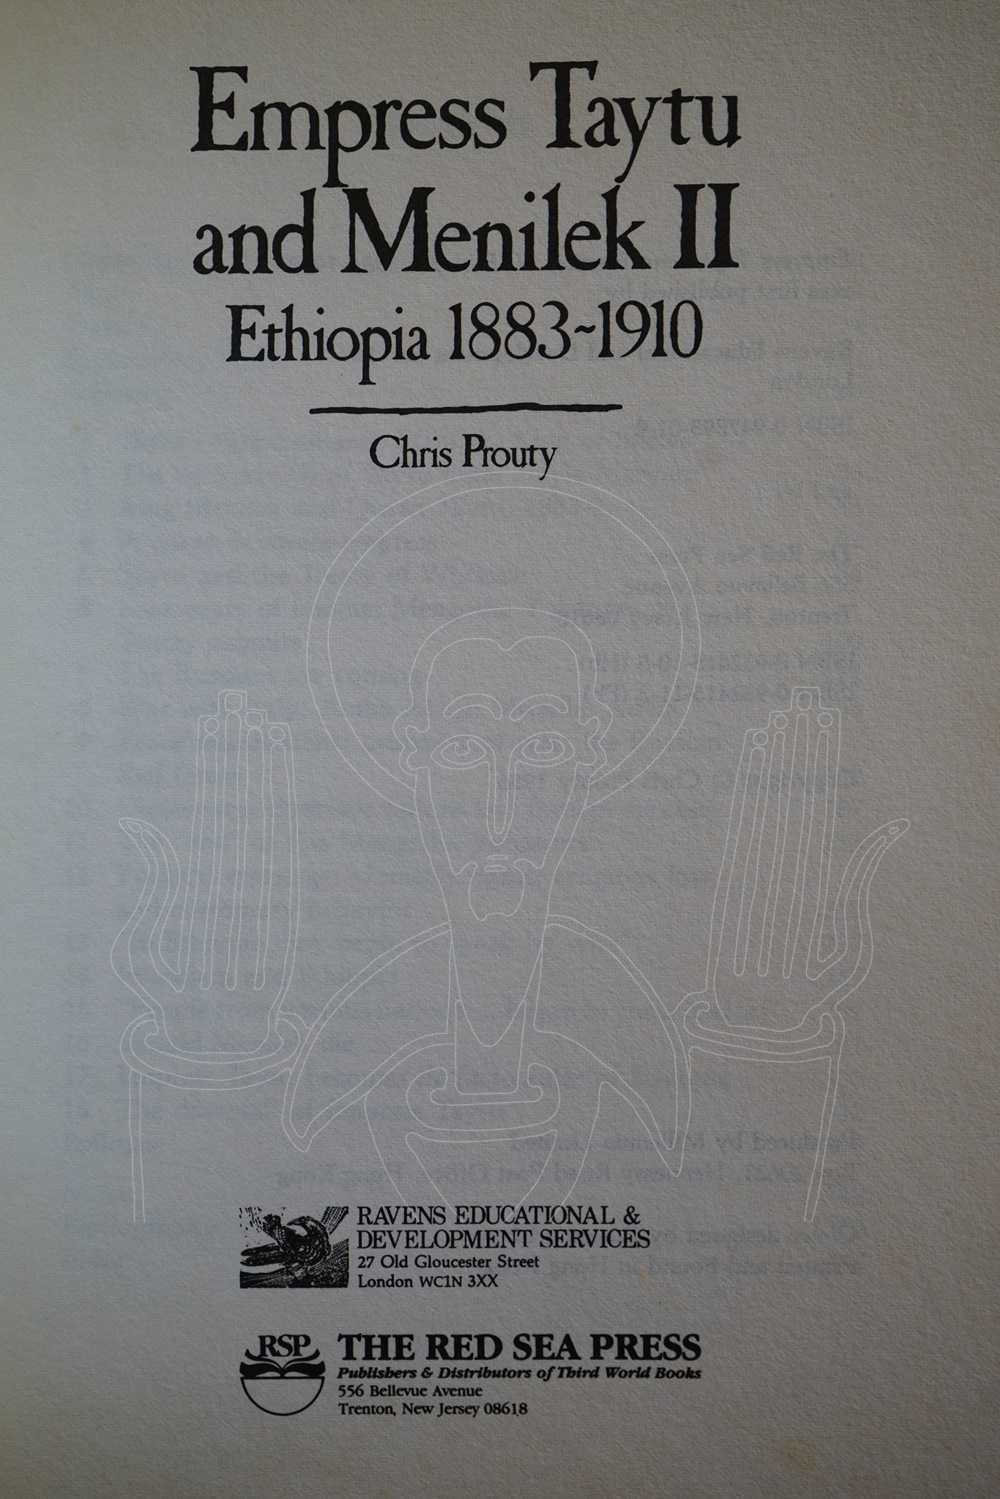 Empress Taytu
and Menilek II
Ethiopia 1883~1910
Chris Prouty
RAVENS EDUCATIONAL &
DEVELOPMENT SERVICES
27 Old Gloucester Street
London WC1N 3XX
RSP
THE RED SEA PRESS
Publishers & Distributors of Third World Books
556 Bellevue Avenue
Trenton, New Jersey 08618